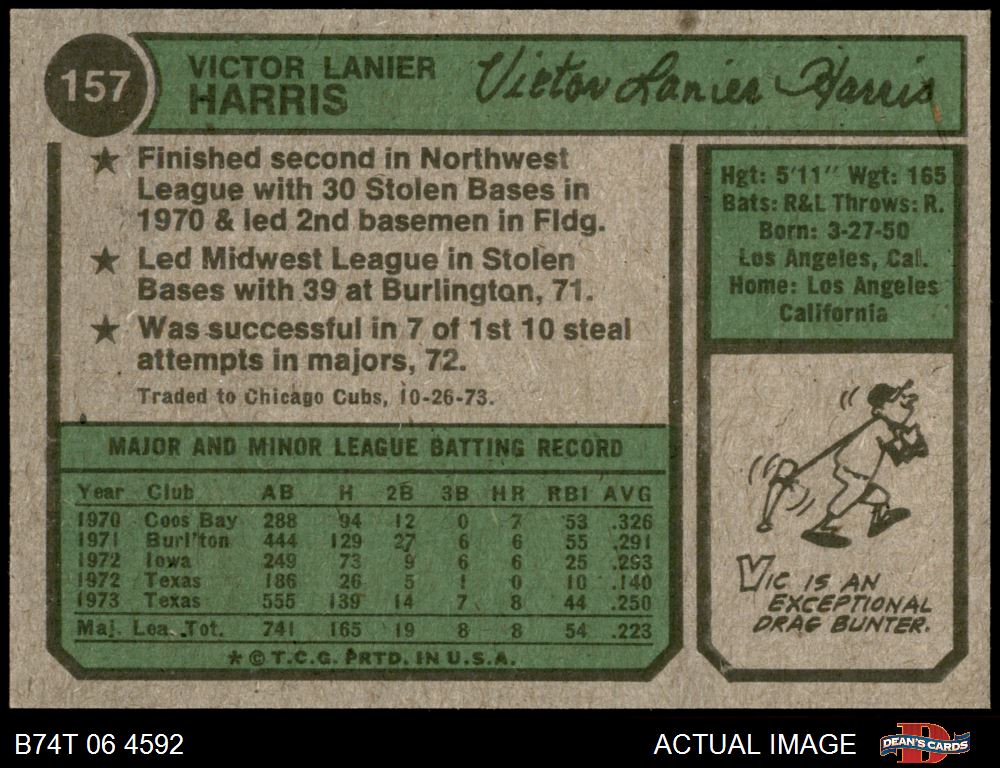 157
VICTOR LANIER
HARRIS
Victor Lanier Harris
★ Finished second in Northwest
League with 30 Stolen Bases in
1970 & led 2nd basemen in Fldg.
★ Led Midwest League in Stolen
Bases with 39 at Burlington, 71.
★ Was successful in 7 of 1st 10 steal
attempts in majors, 72.
Traded to Chicago Cubs, 10-26-73.
MAJOR AND MINOR LEAGUE BATTING RECORD
Year Club AB H 2B 3B HR RBI AVG
1970 Coos Bay 288 94 12 0 7 53 .326
1971 Burl'ton 444 129 27 6 6 55 .291
1972 Iowa 249 73 9 6 6 25 .293
1972 Texas 186 26 5 1 0 10 .140
1973 Texas 555 139 14 7 8 44 .250
Maj. Lea. Tot. 741 165 19 8 8 54 .223
* © T.C.G. PRTD. IN U.S.A.
Hgt: 5'11" Wgt: 165
Bats: R&L Throws: R.
Born: 3-27-50
Los Angeles, Cal.
Home: Los Angeles
California
VIC IS AN
EXCEPTIONAL
DRAG BUNTER.
B74T 06 4592
ACTUAL IMAGE
DEAN'S CARDS